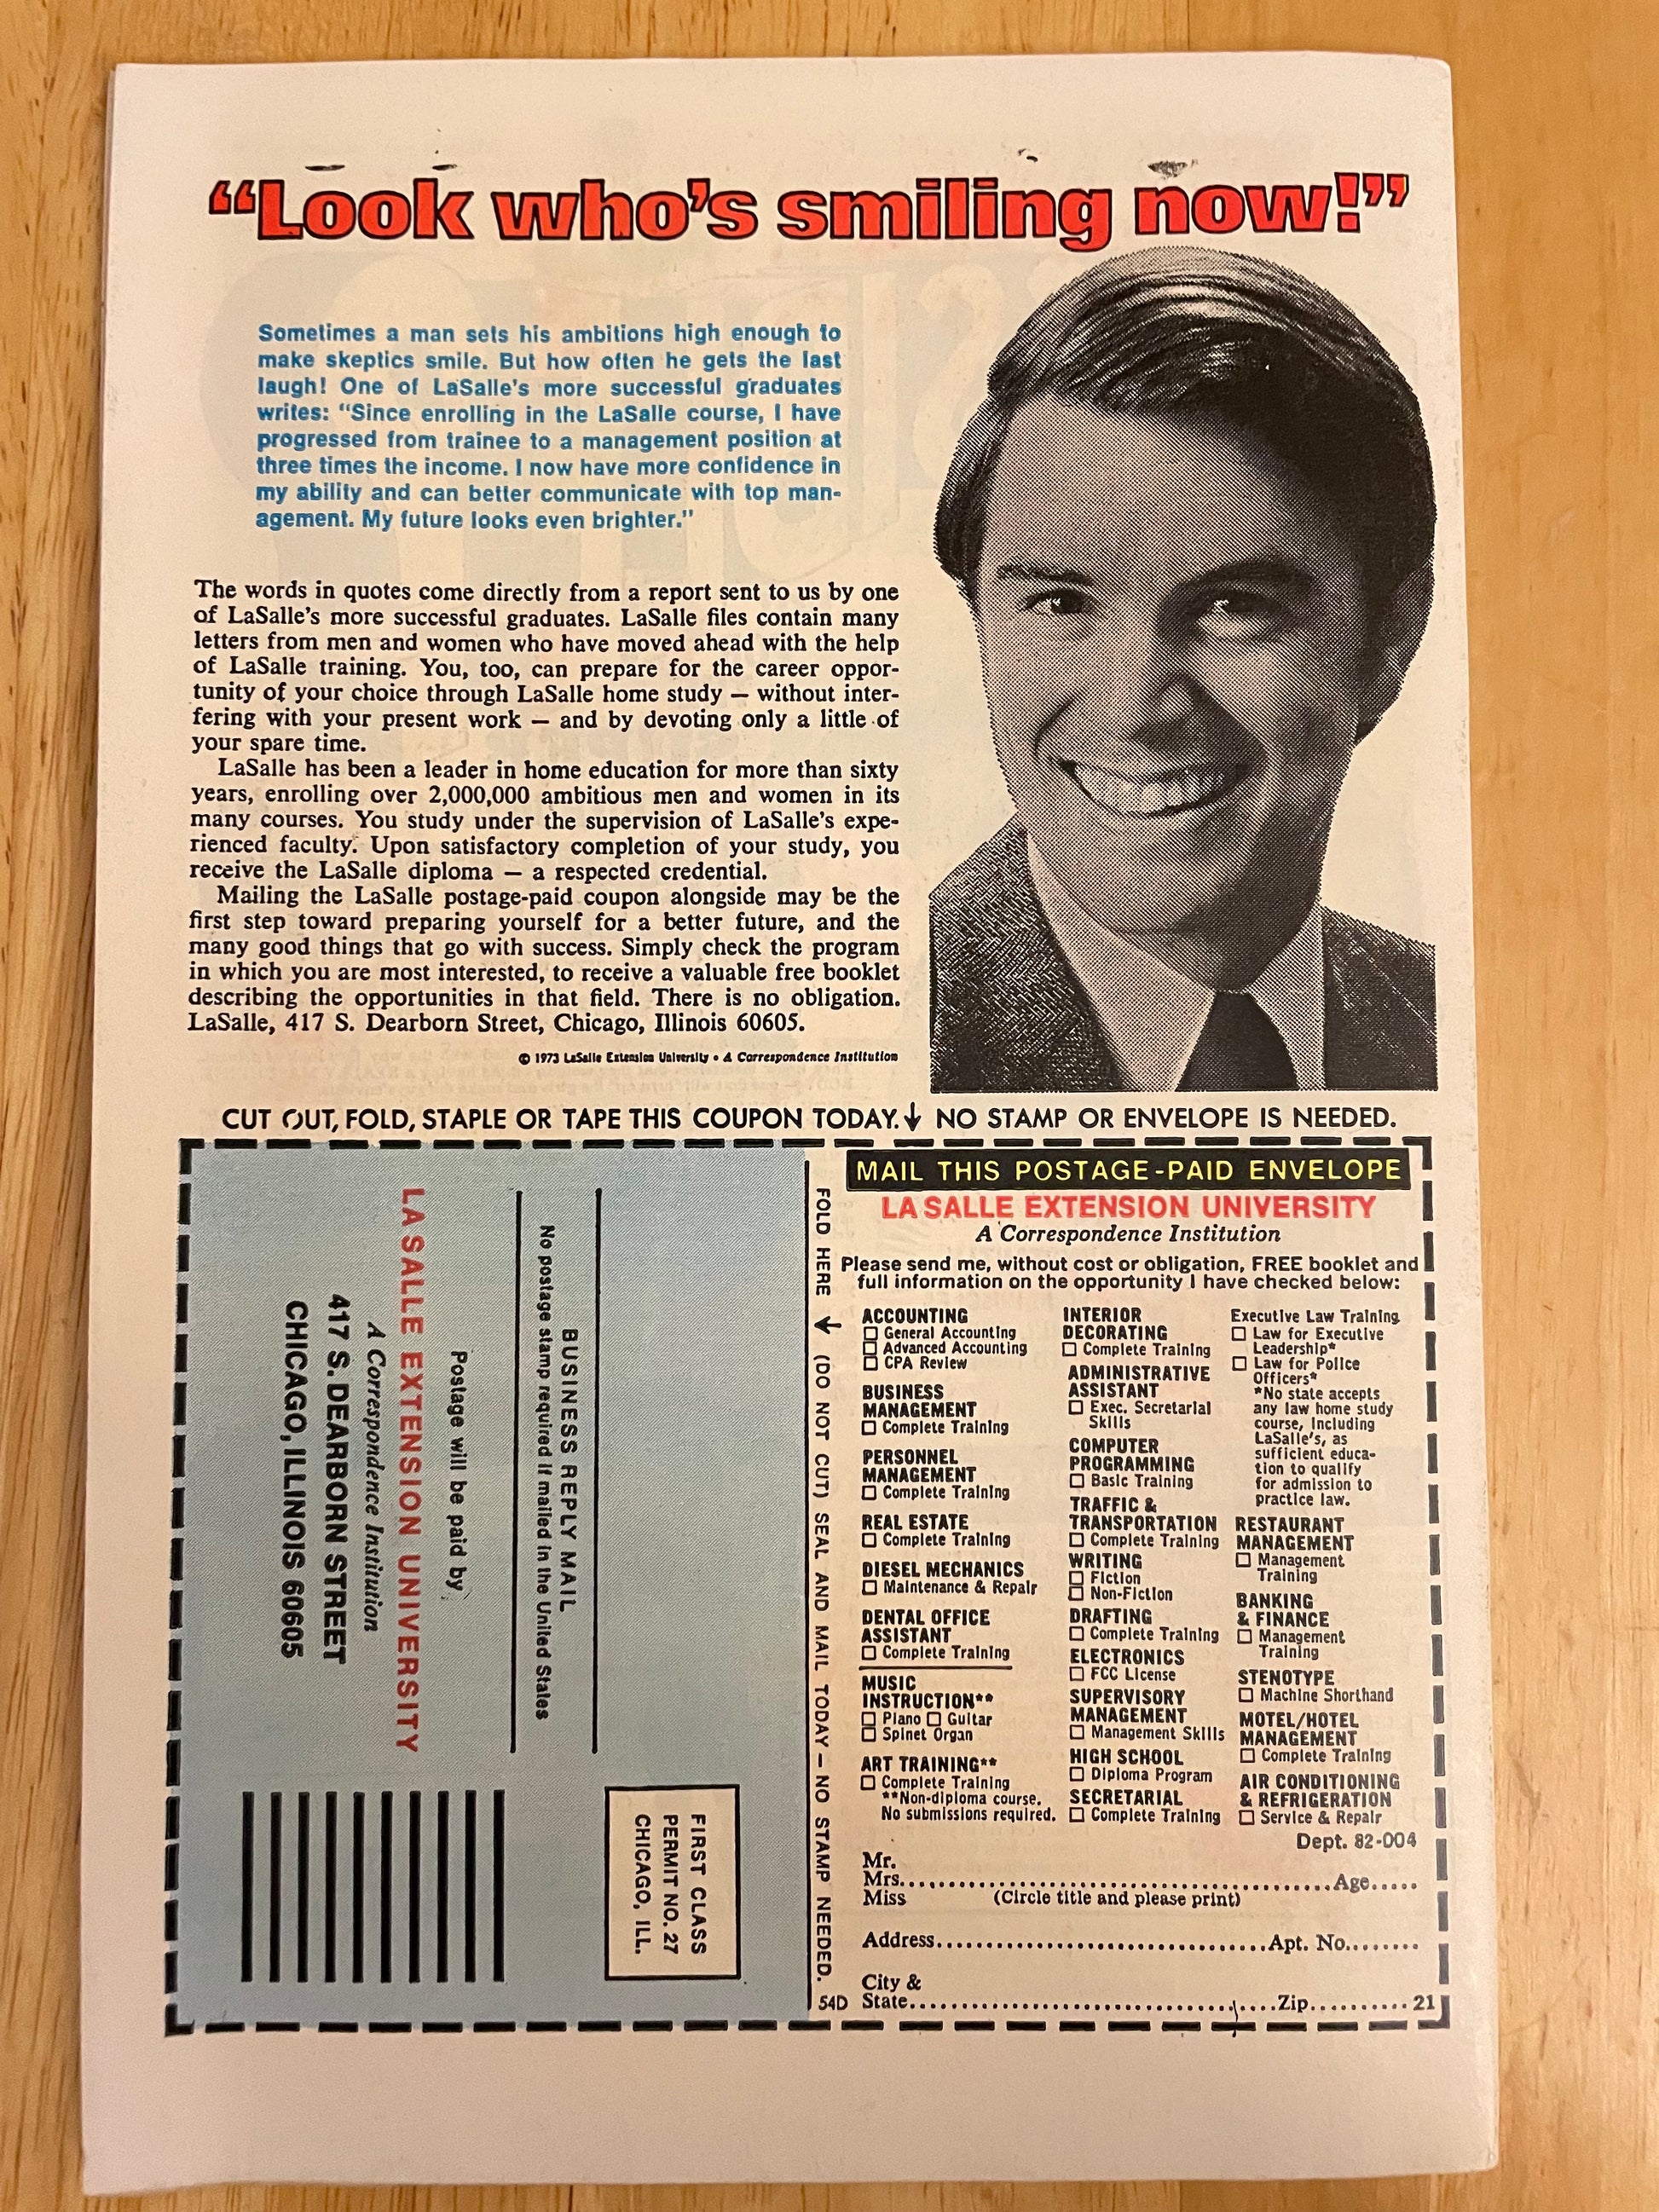 “Look who’s smiling now!”
Sometimes a man sets his ambitions high enough to
make skeptics smile. But how often he gets the last
laugh! One of LaSalle’s more successful graduates
writes: “Since enrolling in the LaSalle course, I have
progressed from trainee to a management position at
three times the income. I now have more confidence in
my ability and can better communicate with top man-
agement. My future looks even brighter.”
The words in quotes come directly from a report sent to us by one
of LaSalle’s more successful graduates. LaSalle files contain many
letters from men and women who have moved ahead with the help
of LaSalle training. You, too, can prepare for the career oppor-
tunity of your choice through LaSalle home study — without inter-
fering with your present work — and by devoting only a little of
your spare time.
LaSalle has been a leader in home education for more than sixty
years, enrolling over 2,000,000 ambitious men and women in its
many courses. You study under the supervision of LaSalle’s expe-
rienced faculty. Upon satisfactory completion of your study, you
receive the LaSalle diploma — a respected credential.
Mailing the LaSalle postage-paid coupon alongside may be the
first step toward preparing yourself for a better future, and the
many good things that go with success. Simply check the program
in which you are most interested, to receive a valuable free booklet
describing the opportunities in that field. There is no obligation.
LaSalle, 417 S. Dearborn Street, Chicago, Illinois 60605.
© 1973 LaSalle Extension University • A Correspondence Institution
CUT OUT, FOLD, STAPLE OR TAPE THIS COUPON TODAY.↓ NO STAMP OR ENVELOPE IS NEEDED.
FIRST CLASS
PERMIT NO. 27
CHICAGO, ILL.
BUSINESS REPLY MAIL
No postage stamp required if mailed in the United States
Postage will be paid by
LA SALLE EXTENSION UNIVERSITY
A Correspondence Institution
417 S. DEARBORN STREET
CHICAGO, ILLINOIS 60605
FOLD HERE ↓ (DO NOT CUT) SEAL AND MAIL TODAY — NO STAMP NEEDED.
MAIL THIS POSTAGE-PAID ENVELOPE
LA SALLE EXTENSION UNIVERSITY
A Correspondence Institution
Please send me, without cost or obligation, FREE booklet and
full information on the opportunity I have checked below:
ACCOUNTING
□ General Accounting
□ Advanced Accounting
□ CPA Review
BUSINESS
MANAGEMENT
□ Complete Training
PERSONNEL
MANAGEMENT
□ Complete Training
REAL ESTATE
□ Complete Training
DIESEL MECHANICS
□ Maintenance & Repair
DENTAL OFFICE
ASSISTANT
□ Complete Training
MUSIC
INSTRUCTION**
□ Piano □ Guitar
□ Spinet Organ
ART TRAINING**
□ Complete Training
**Non-diploma course.
No submissions required.
INTERIOR
DECORATING
□ Complete Training
ADMINISTRATIVE
ASSISTANT
□ Exec. Secretarial
Skills
COMPUTER
PROGRAMMING
□ Basic Training
TRAFFIC &
TRANSPORTATION
□ Complete Training
WRITING
□ Fiction
□ Non-Fiction
DRAFTING
□ Complete Training
ELECTRONICS
□ FCC License
SUPERVISORY
MANAGEMENT
□ Management Skills
HIGH SCHOOL
□ Diploma Program
SECRETARIAL
□ Complete Training
Executive Law Training
□ Law for Executive
Leadership*
□ Law for Police
Officers*
*No state accepts
any law home study
course, including
LaSalle’s, as
sufficient educa-
tion to qualify
for admission to
practice law.
RESTAURANT
MANAGEMENT
□ Management
Training
BANKING
& FINANCE
□ Management
Training
STENOTYPE
□ Machine Shorthand
MOTEL/HOTEL
MANAGEMENT
□ Complete Training
AIR CONDITIONING
& REFRIGERATION
□ Service & Repair
Dept. 82-004
Mr.
Mrs..............................................Age.....
Miss (Circle title and please print)
Address....................................Apt. No........
City &
54D State.......................................Zip..........21